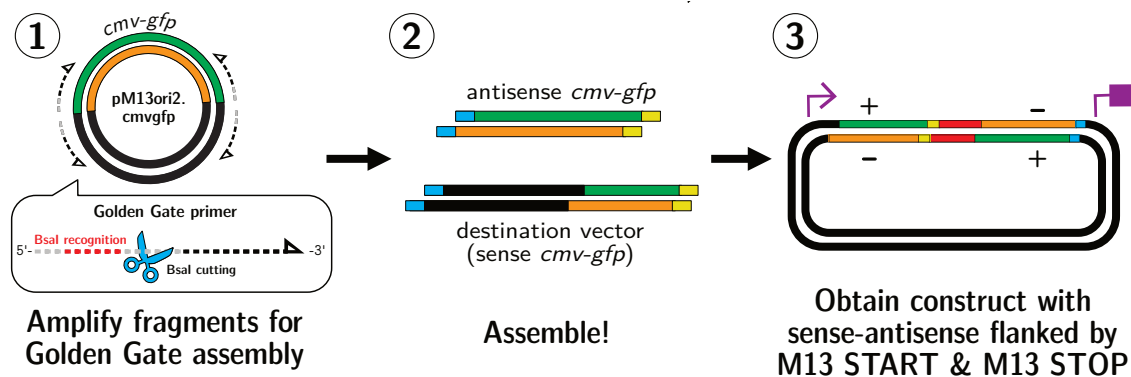 1
cmv-gfp
pM13ori2.
cmvgfp
Golden Gate primer
5'-
BsaI recognition
-3'
BsaI cutting
Amplify fragments for
Golden Gate assembly
2
antisense cmv-gfp
destination vector
(sense cmv-gfp)
Assemble!
3
+
–
–
+
Obtain construct with
sense-antisense flanked by
M13 START & M13 STOP